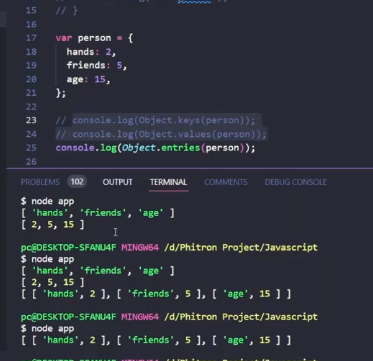 15 // }
16
17 var person = {
18 hands: 2,
19 friends: 5,
20 age: 15,
21 };
22
23 // console.log(Object.keys(person));
24 // console.log(Object.values(person));
25 console.log(Object.entries(person));
26
PROBLEMS 102 OUTPUT TERMINAL COMMENTS DEBUG CONSOLE
$ node app
[ 'hands', 'friends', 'age' ]
[ 2, 5, 15 ]
pc@DESKTOP-SFANU4F MINGW64 /d/Phitron Project/Javascript
$ node app
[ 'hands', 'friends', 'age' ]
[ 2, 5, 15 ]
[ [ 'hands', 2 ], [ 'friends', 5 ], [ 'age', 15 ] ]
pc@DESKTOP-SFANU4F MINGW64 /d/Phitron Project/Javascript
$ node app
[ [ 'hands', 2 ], [ 'friends', 5 ], [ 'age', 15 ] ]